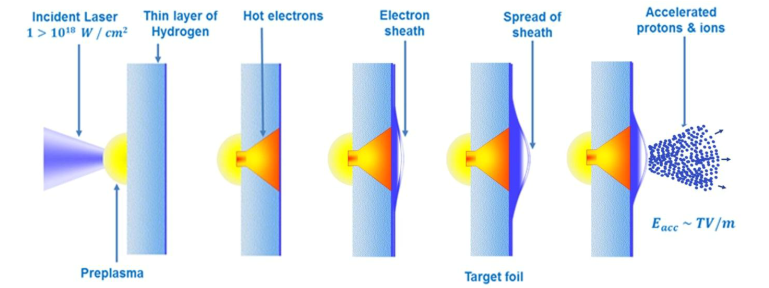 Incident Laser
1 > 10¹⁸ W / cm²
Thin layer of
Hydrogen
Hot electrons
Electron
sheath
Spread of
sheath
Accelerated
protons & ions
E_acc ~ TV/m
Preplasma
Target foil